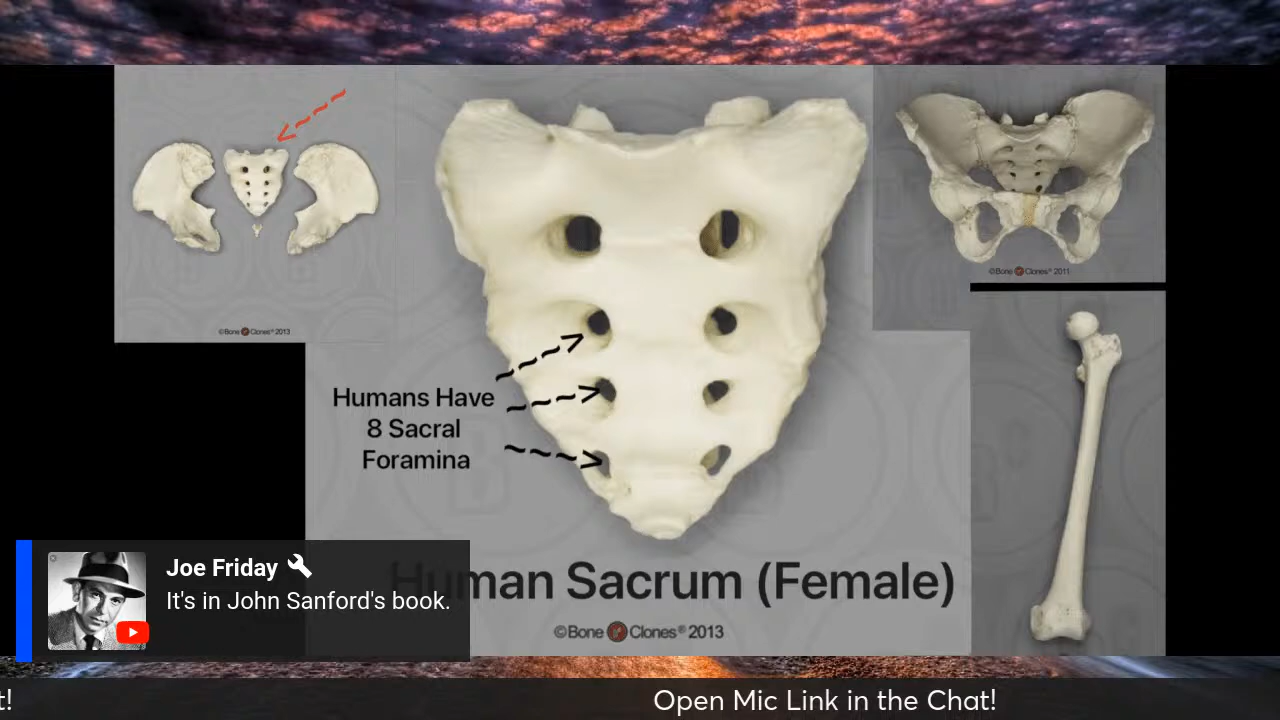 ©Bone Clones® 2013
Humans Have
8 Sacral
Foramina
Human Sacrum (Female)
©Bone Clones® 2013
©Bone Clones® 2011
Joe Friday
It's in John Sanford's book.
t!
Open Mic Link in the Chat!